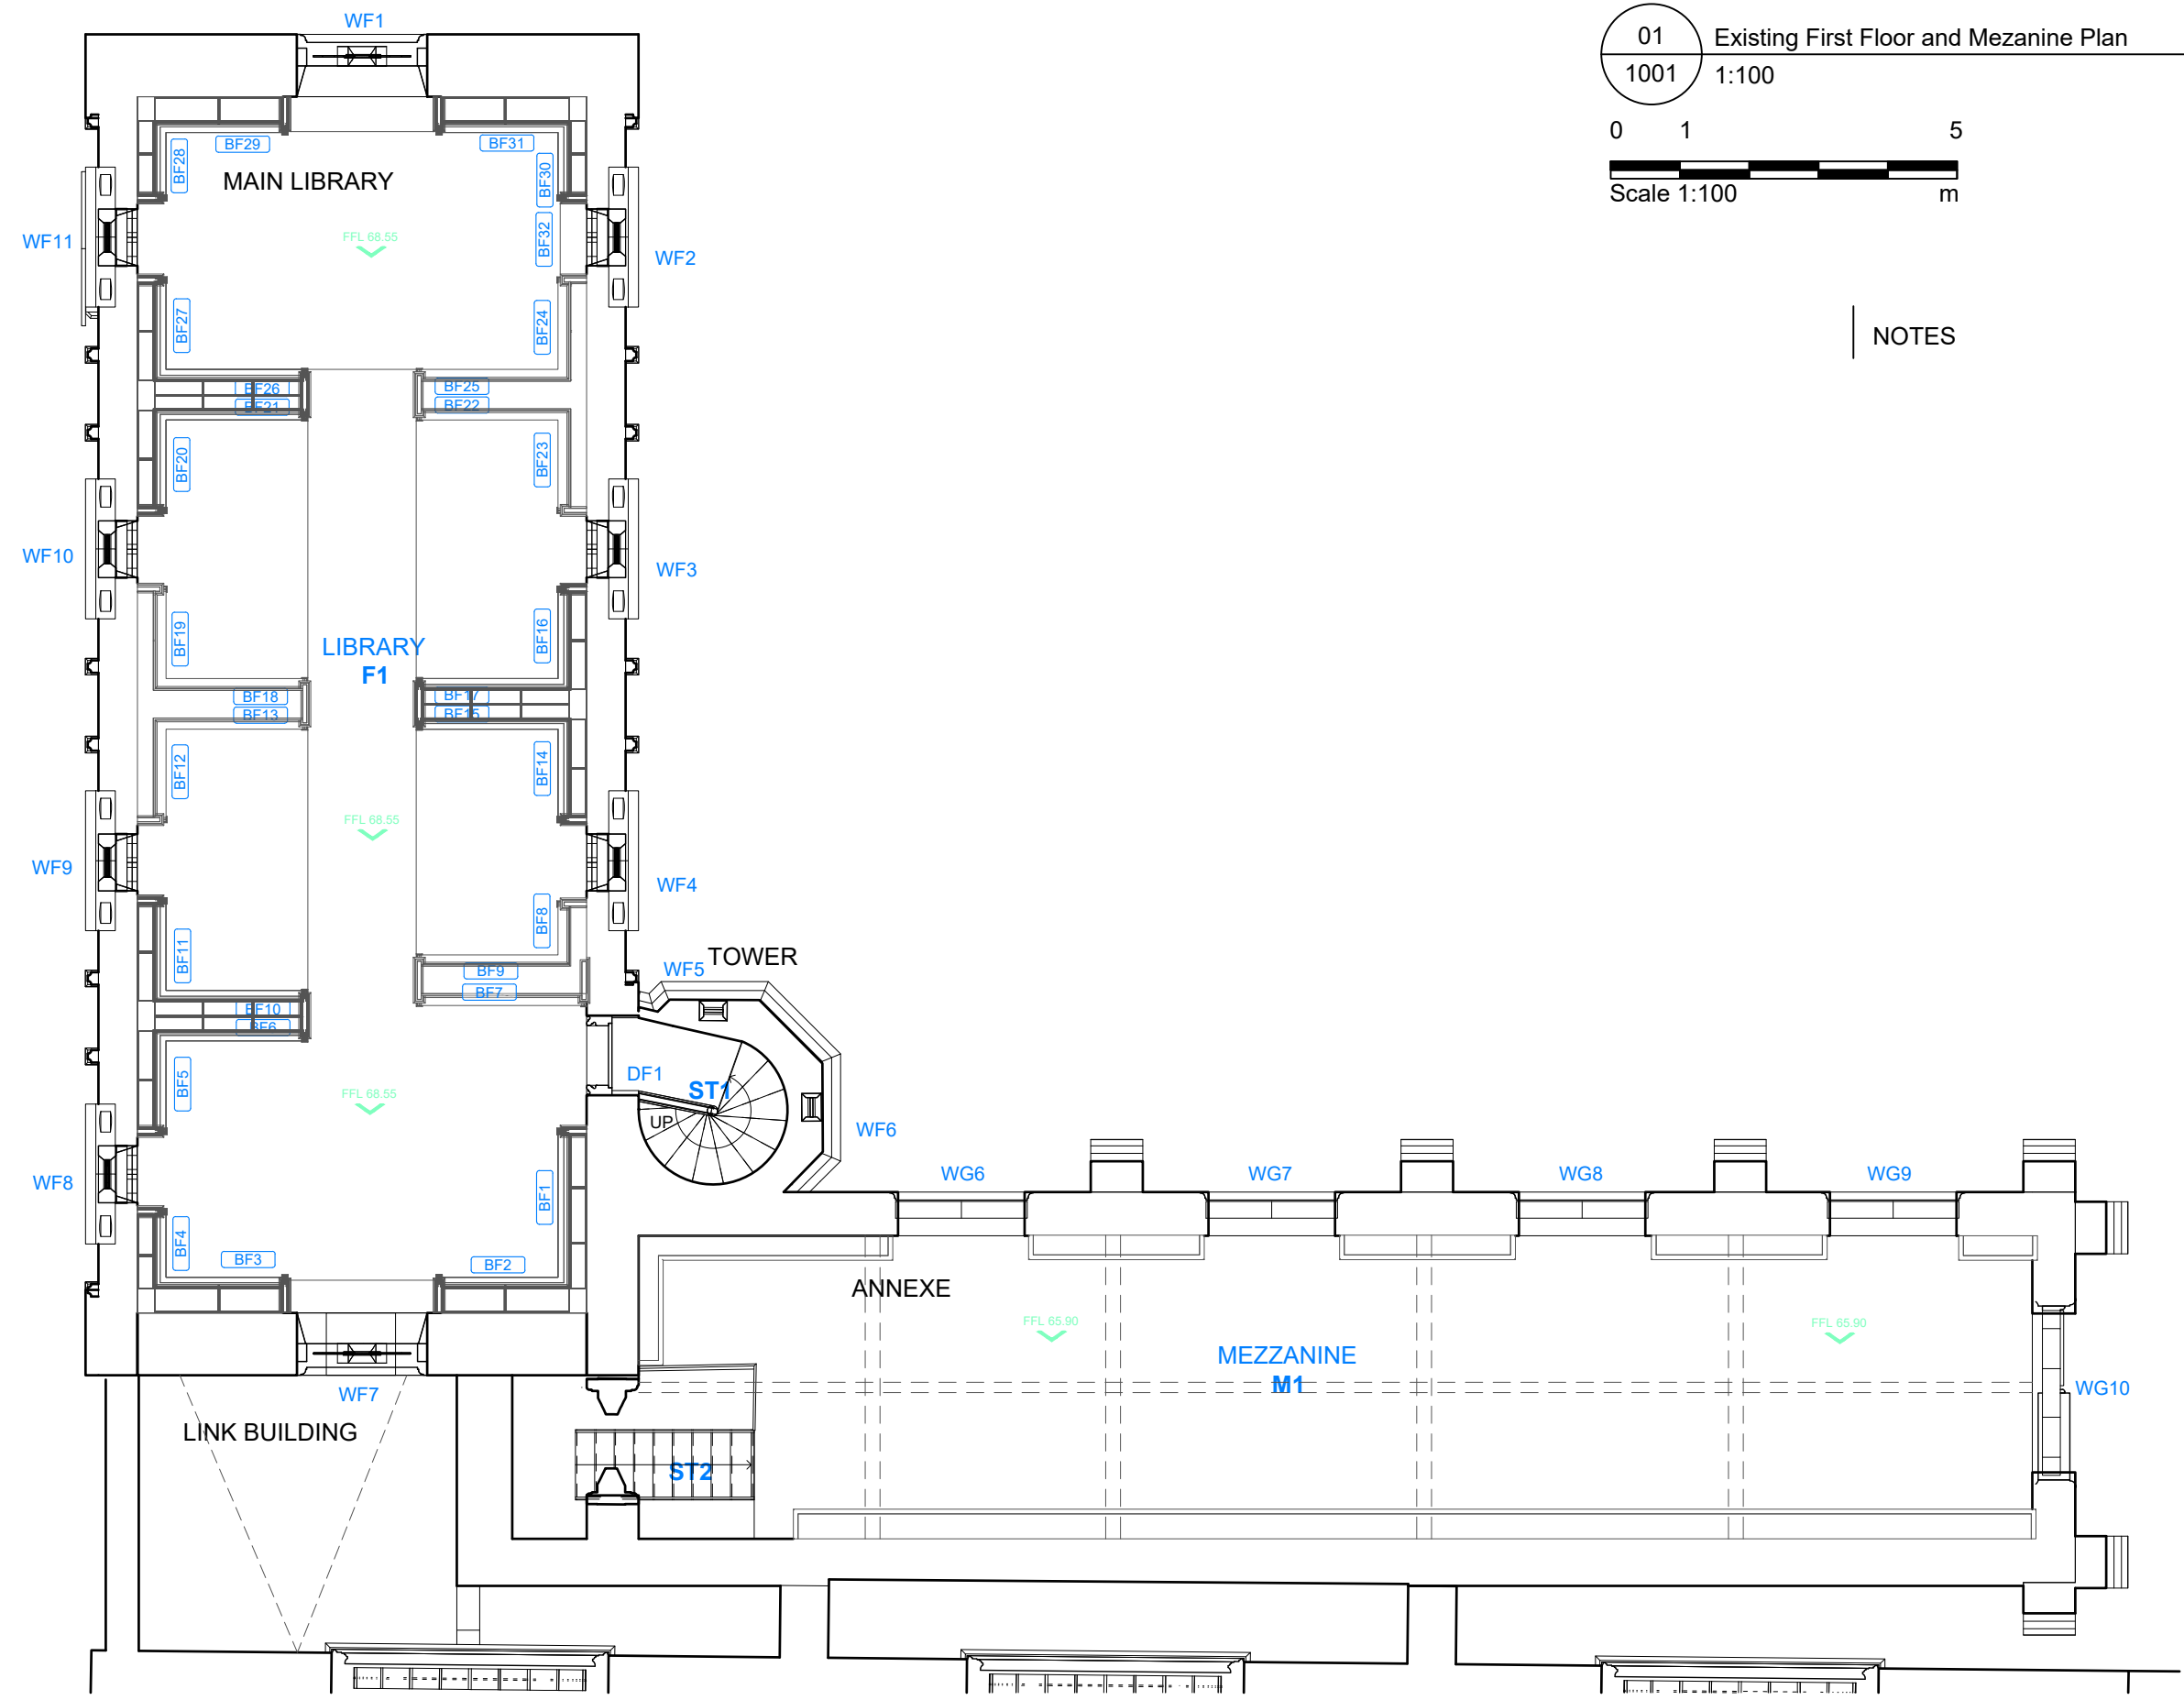 WF1
01
Existing First Floor and Mezanine Plan
1001
1:100
0 1 5
Scale 1:100 m
NOTES
BF29
BF31
BF28
BF30
MAIN LIBRARY
WF11
FFL 68.55
BF32
WF2
BF27
BF24
BF26
BF25
BF21
BF22
BF20
BF23
WF10
WF3
BF19
BF16
LIBRARY
F1
BF18
BF17
BF13
BF15
BF12
BF14
FFL 68.55
WF9
WF4
BF11
BF8
TOWER
BF9
WF5
BF7
BF10
BF6
BF5
DF1
ST1
FFL 68.55
UP
WF6
WF8
BF1
WG6
WG7
WG8
WG9
BF4
BF3
BF2
ANNEXE
FFL 65.90
FFL 65.90
MEZZANINE
M1
WF7
WG10
LINK BUILDING
ST2